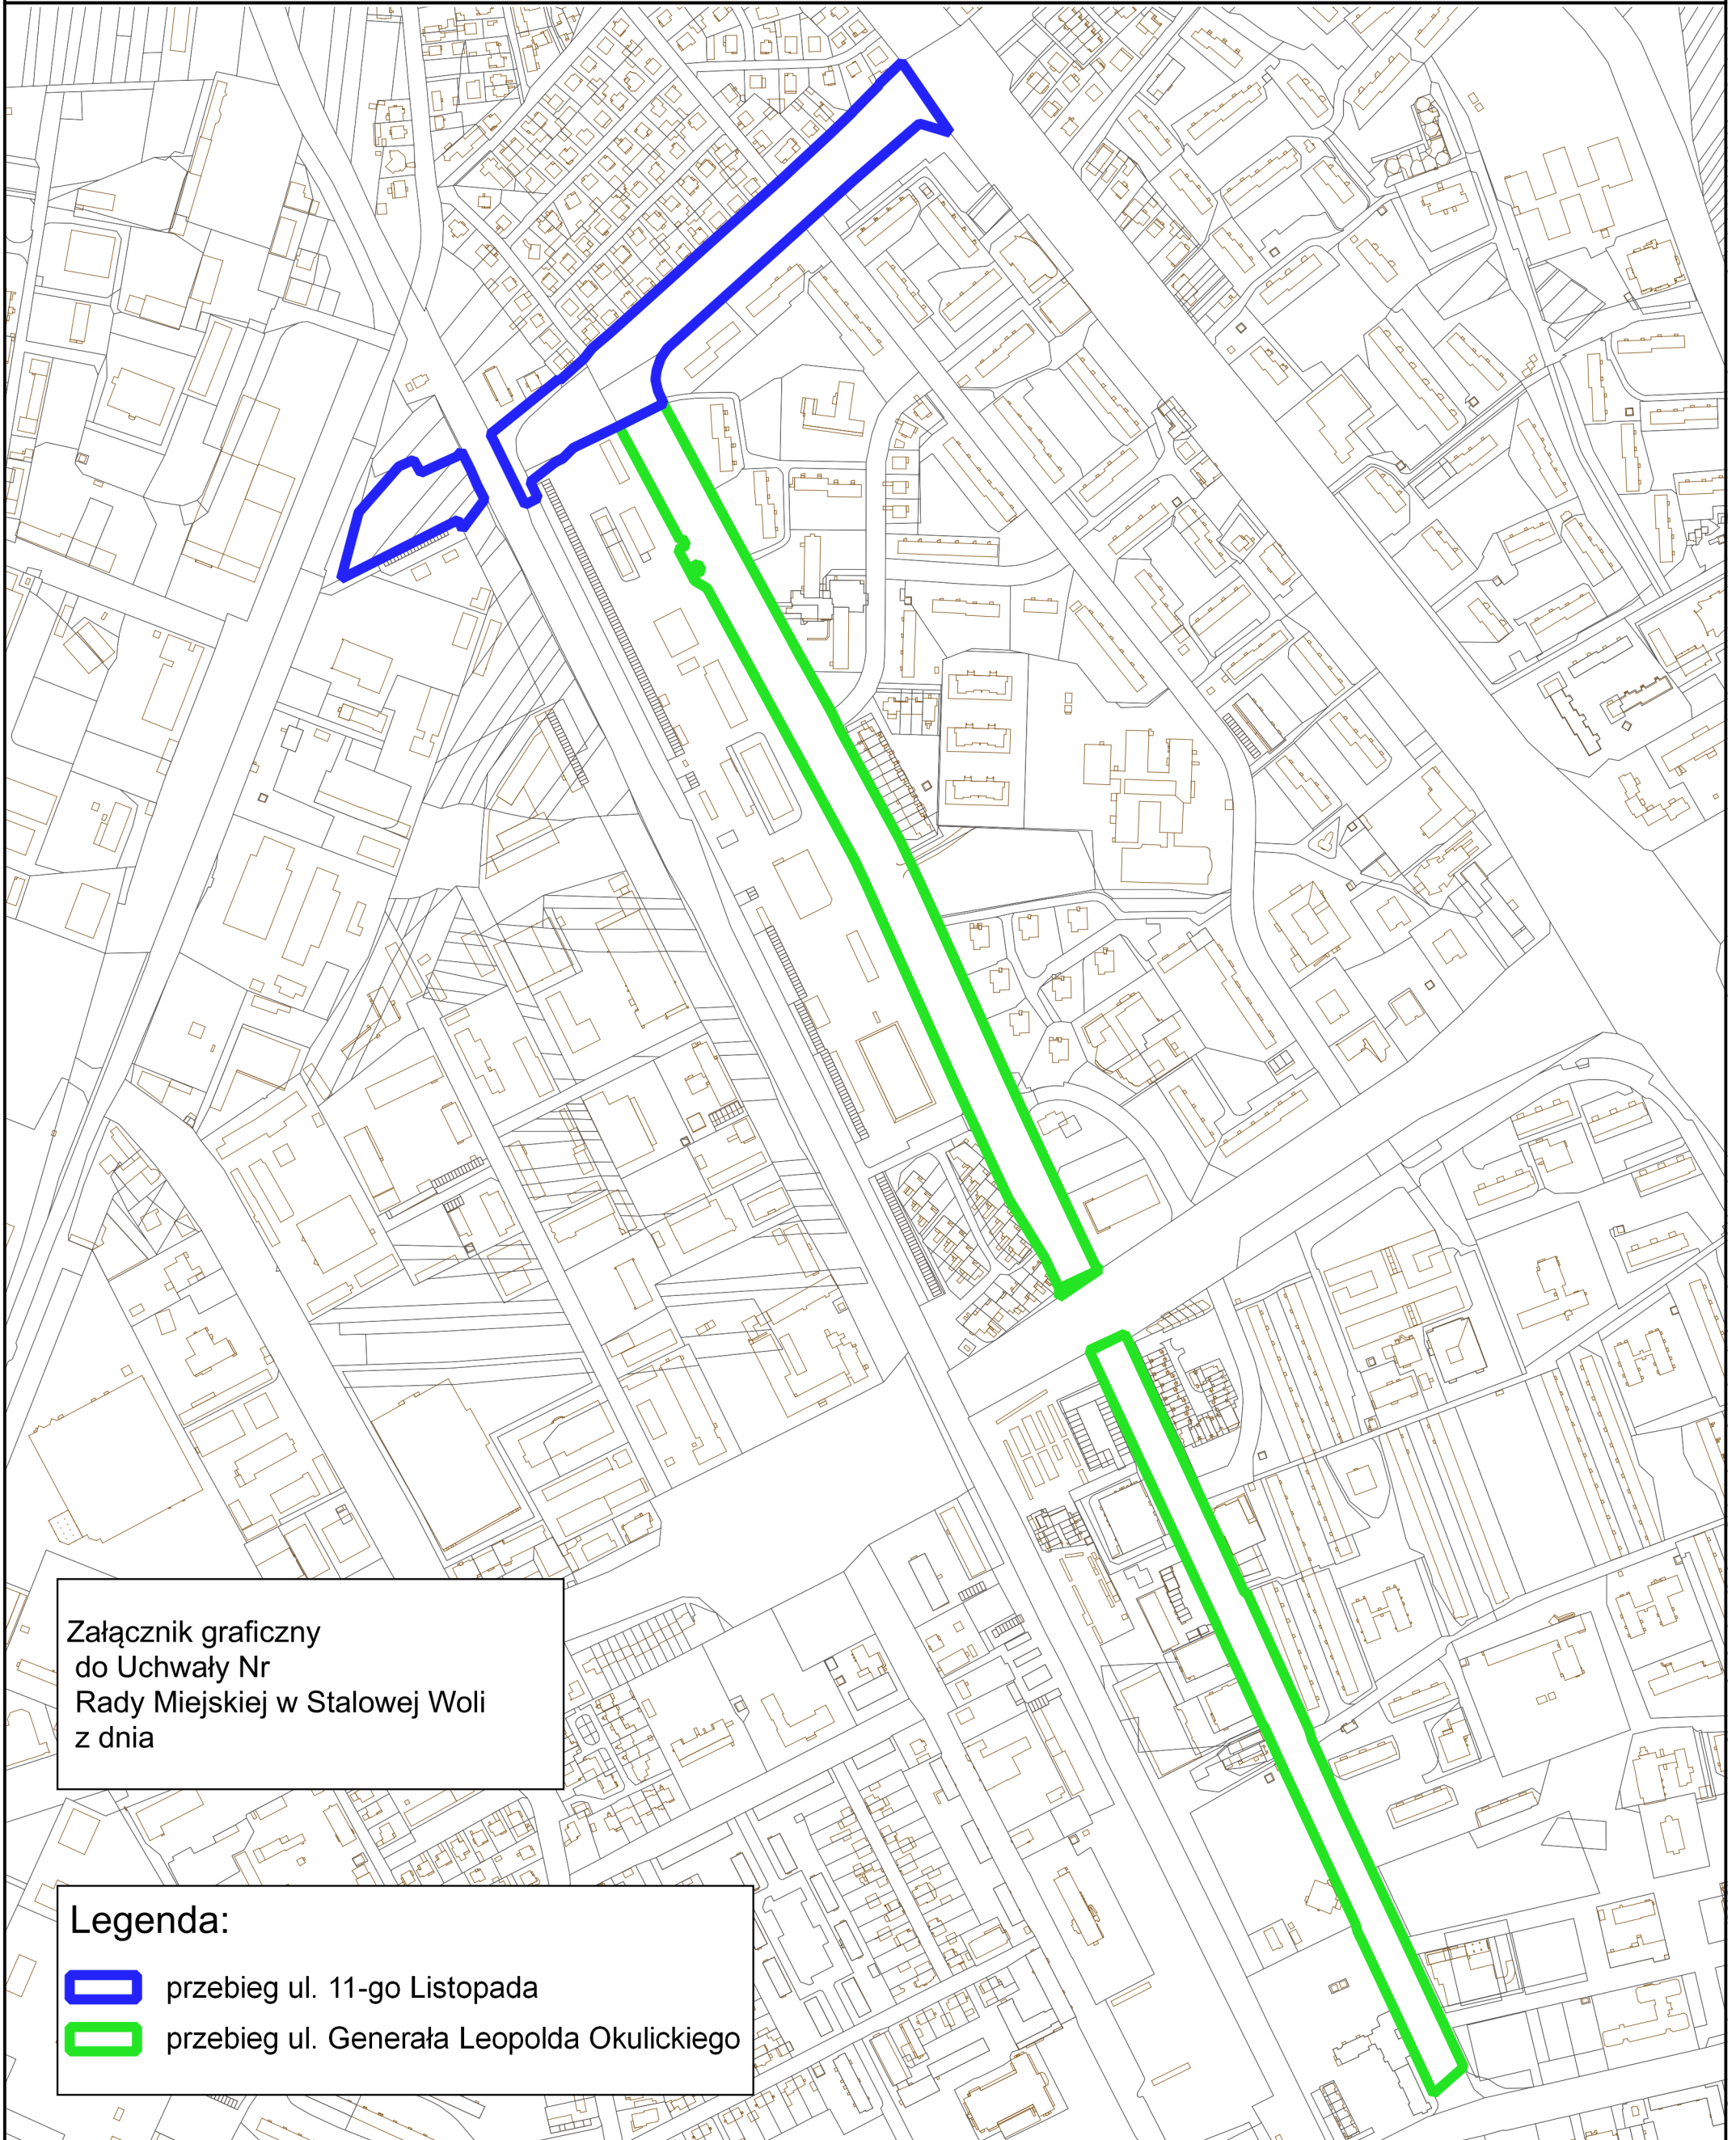 Załącznik graficzny
do Uchwały Nr
Rady Miejskiej w Stalowej Woli
z dnia
Legenda:
przebieg ul. 11-go Listopada
przebieg ul. Generała Leopolda Okulickiego